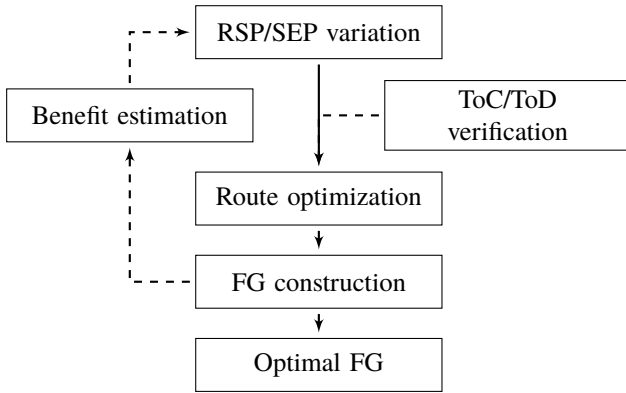 RSP/SEP variation
Benefit estimation
ToC/ToD
verification
Route optimization
FG construction
Optimal FG